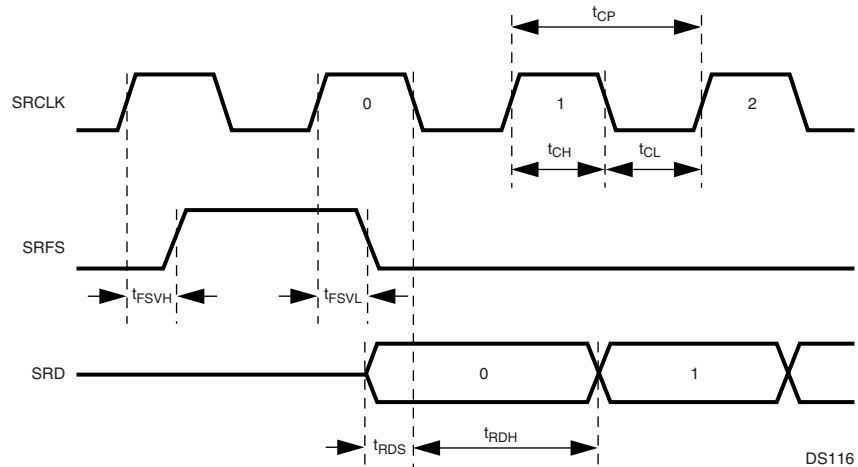 tCP
SRCLK
0
1
2
tCH
tCL
SRFS
tFSVH
tFSVL
SRD
0
1
tRDS
tRDH
DS116